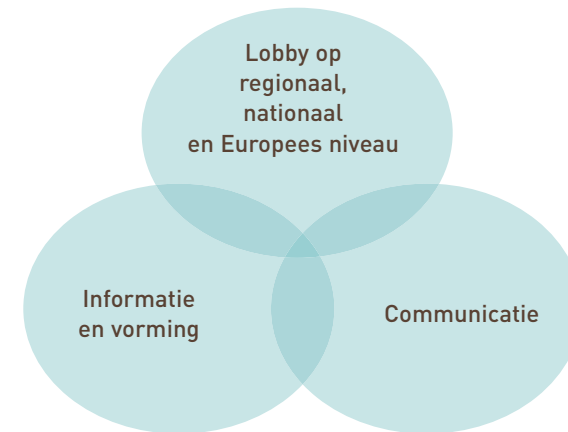 Lobby op
regionaal,
nationaal
en Europees niveau
Informatie
en vorming
Communicatie